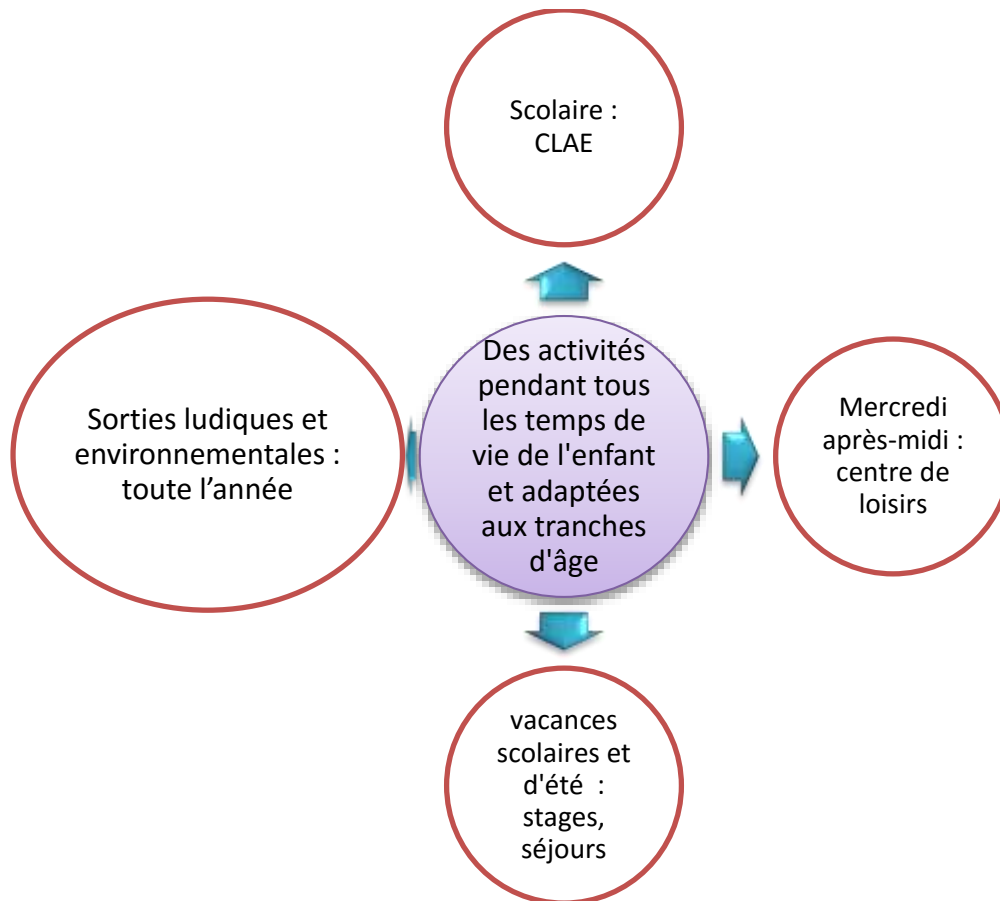 Scolaire :
CLAE
Des activités
pendant tous
les temps de
vie de l'enfant
et adaptées
aux tranches
d'âge
Sorties ludiques et
environnementales :
toute l’année
Mercredi
après-midi :
centre de
loisirs
vacances
scolaires et
d'été  :
stages,
séjours